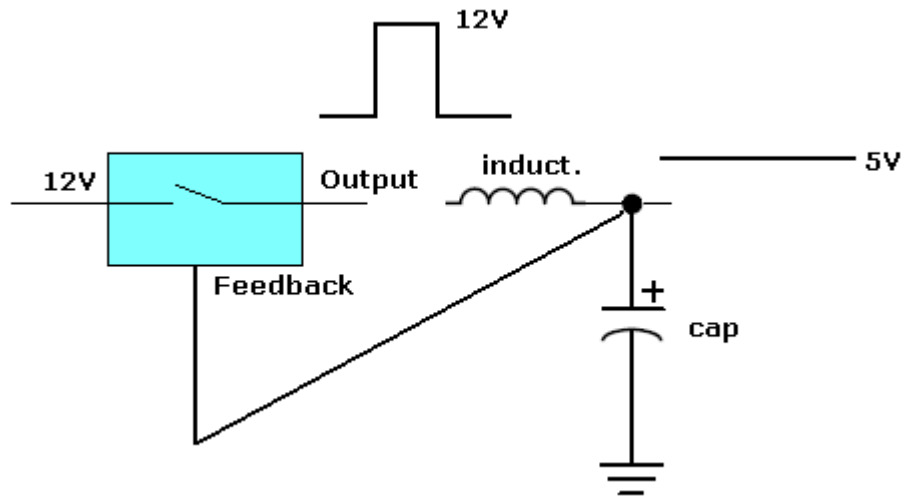 12V
induct.
5V
12V
Output
Feedback
+
cap